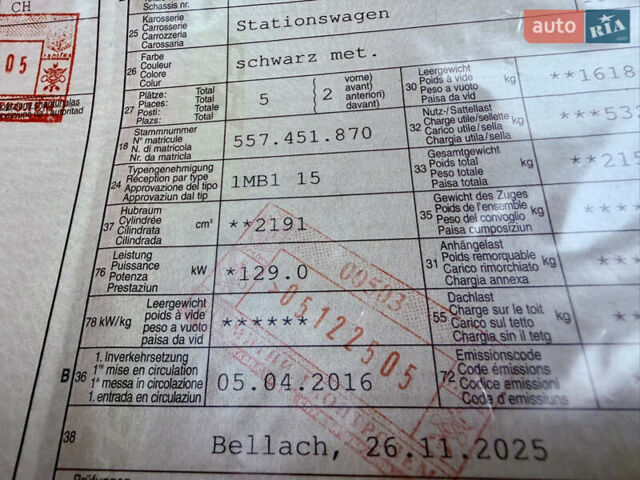 CH
05
Schassis nr.
25 Karosserie Carrosserie Carrozzeria Carossaria Stationswagen
26 Farbe Couleur Colore Colur schwarz met.
27 Plätze: Total Places: Total Posti: Totale Plazs: Total 5 (2 vorne) avant) anteriori) davant)
18 Stammnummer N° matricule N. di matricola Nr. da matricla 557.451.870
24 Typengenehmigung Réception par type Approvazione del tipo Approvaziun dal tip 1MB1 15
37 Hubraum Cylindrée Cilindrata Cilindrada cm³ **2191
76 Leistung Puissance Potenza Prestaziun kW *129.0
78 kW/kg Leergewicht poids à vide peso a vuoto paisa da vid ******
B 36 1. Inverkehrsetzung 1re mise en circulation 1a messa in circolazione 1. entrada en circulaziun 05.04.2016
30 Leergewicht Poids à vide Peso a vuoto Paisa da vid kg **1618
32 Nutz-/Sattellast Charge utile/sellette Carico utile/sella Chargia utila/sella kg ***53
33 Gesamtgewicht Poids total Peso totale Paisa totala kg **215
35 Gewicht des Zuges Poids de l'ensemble Peso del convoglio Paisa cumposiziun kg ****
31 Anhängelast Poids remorquable Carico rimorchiato Chargia annexa kg ****
55 Dachlast Charge sur le toit Carico sul tetto Chargia sin il tetg kg ****
72 Emissionscode Code émissions Codice emissioni Code d'emissiuns
38 Bellach, 26.11.2025
00503
05122505
auto RIA